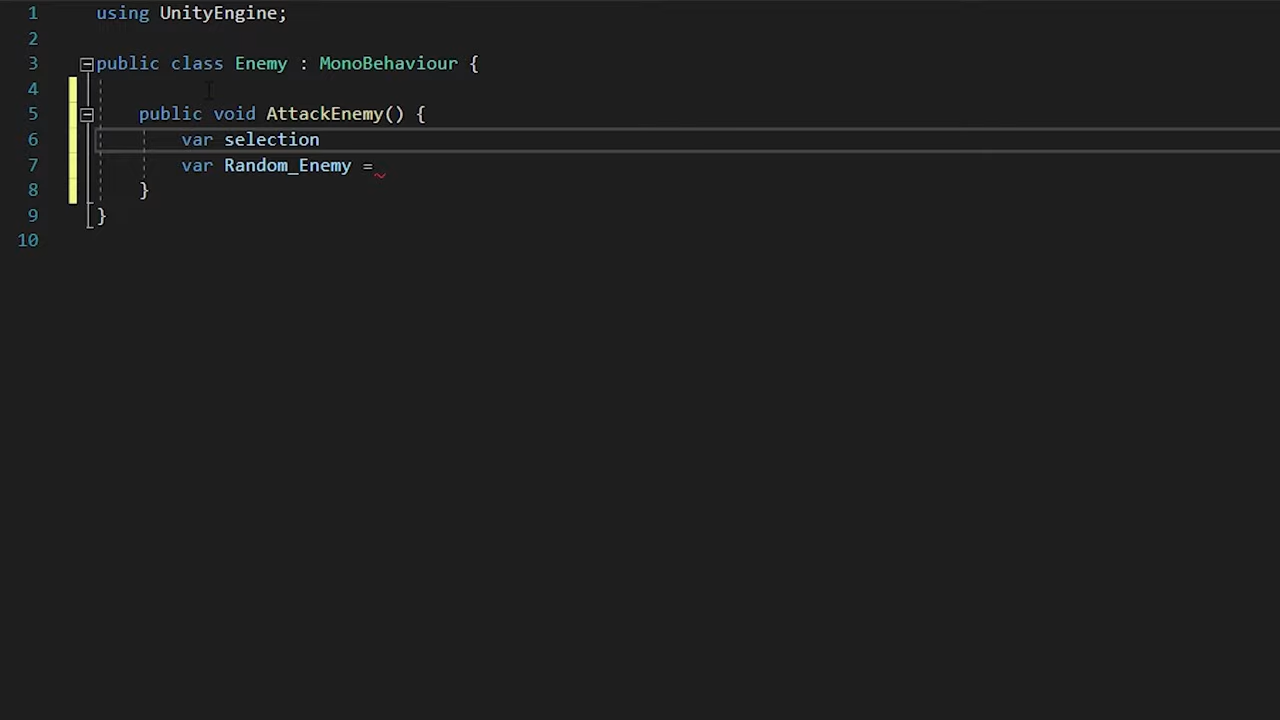 1 using UnityEngine;
2
3 public class Enemy : MonoBehaviour {
4
5 public void AttackEnemy() {
6 var selection
7 var Random_Enemy =
8 }
9 }
10